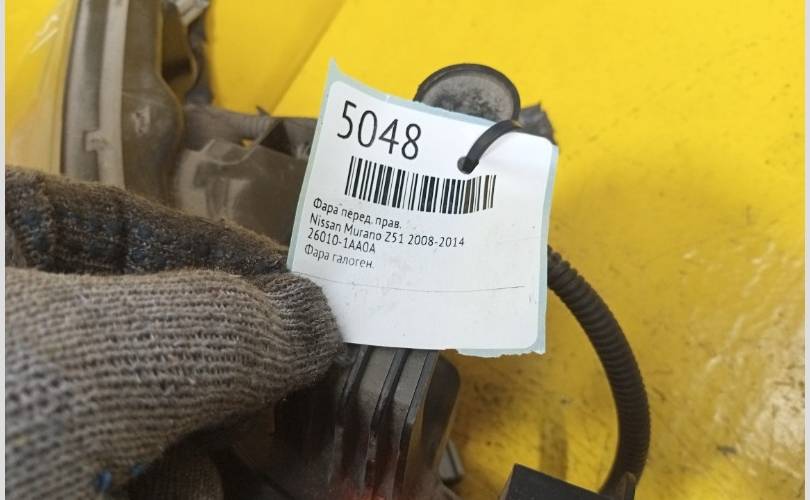 5048
Фара перед. прав.
Nissan Murano Z51 2008-2014
26010-1AA0A
Фара галоген.